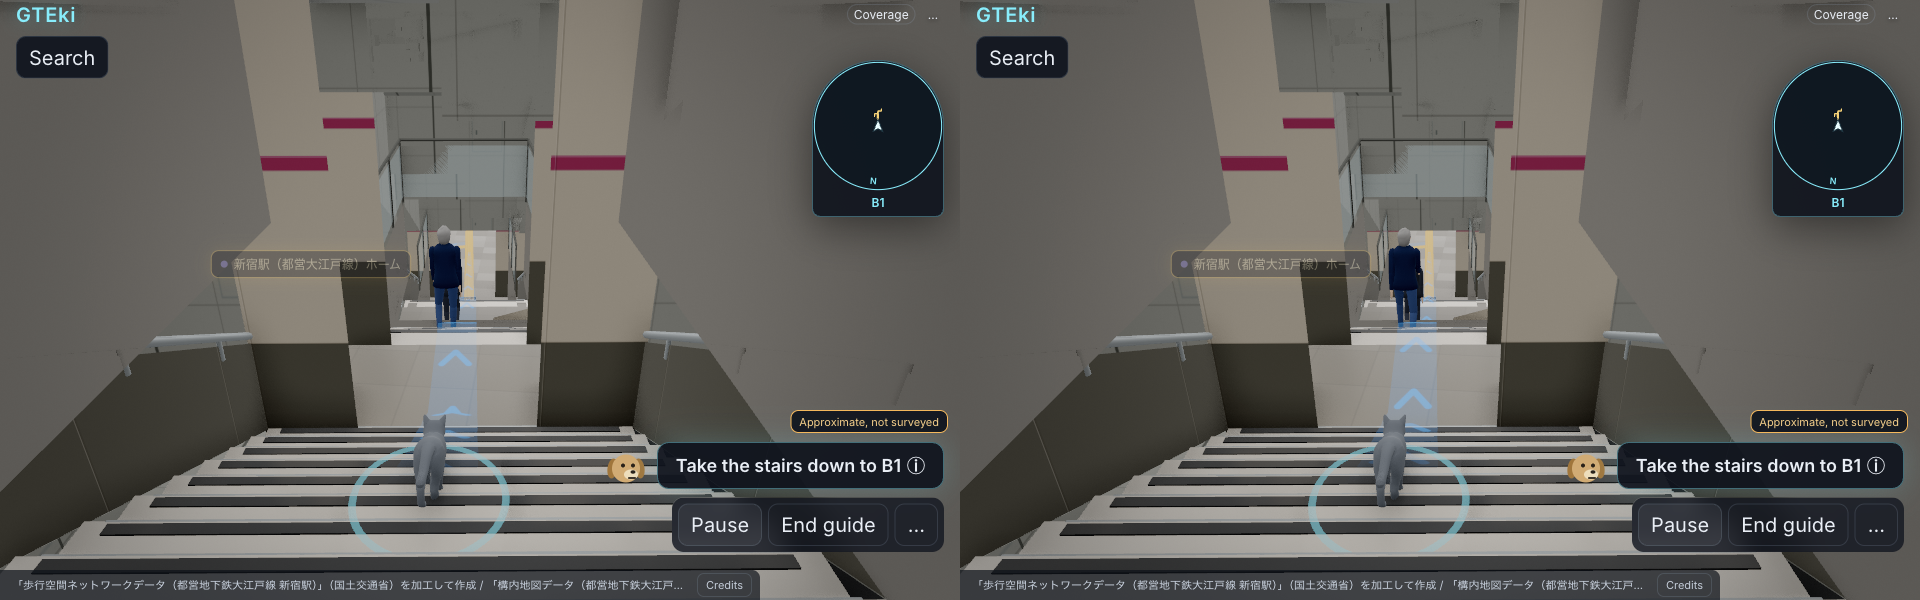 GTEki
Coverage
...
Search
N
B1
新宿駅（都営大江戸線）ホーム
Approximate, not surveyed
Take the stairs down to B1 ⓘ
Pause
End guide
...
「歩行空間ネットワークデータ（都営地下鉄大江戸線 新宿駅）」（国土交通省）を加工して作成 / 「構内地図データ（都営地下鉄大江戸...
Credits
GTEki
Coverage
...
Search
N
B1
新宿駅（都営大江戸線）ホーム
Approximate, not surveyed
Take the stairs down to B1 ⓘ
Pause
End guide
...
「歩行空間ネットワークデータ（都営地下鉄大江戸線 新宿駅）」（国土交通省）を加工して作成 / 「構内地図データ（都営地下鉄大江戸...
Credits